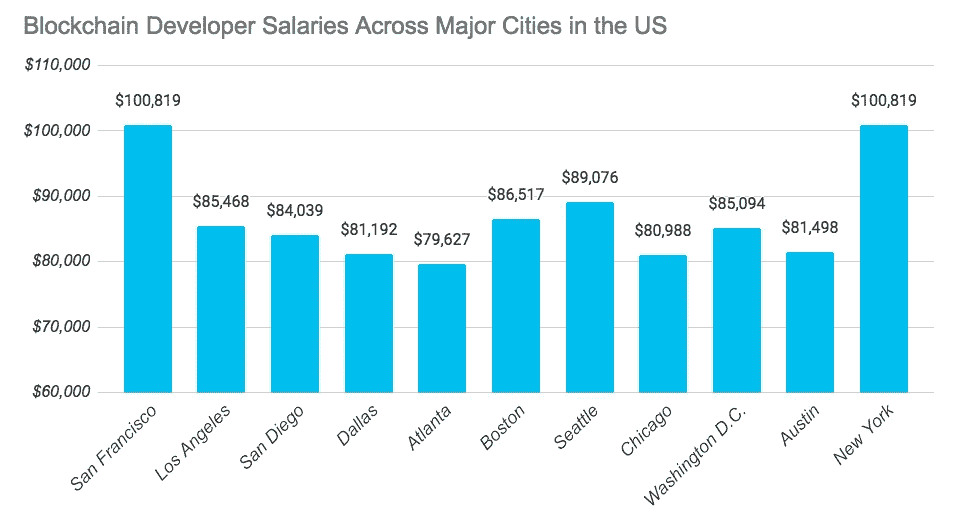 Blockchain Developer Salaries Across Major Cities in the US
$110,000
$100,000
$90,000
$80,000
$70,000
$60,000
$100,819
$85,468
$84,039
$81,192
$79,627
$86,517
$89,076
$80,988
$85,094
$81,498
$100,819
San Francisco
Los Angeles
San Diego
Dallas
Atlanta
Boston
Seattle
Chicago
Washington D.C.
Austin
New York